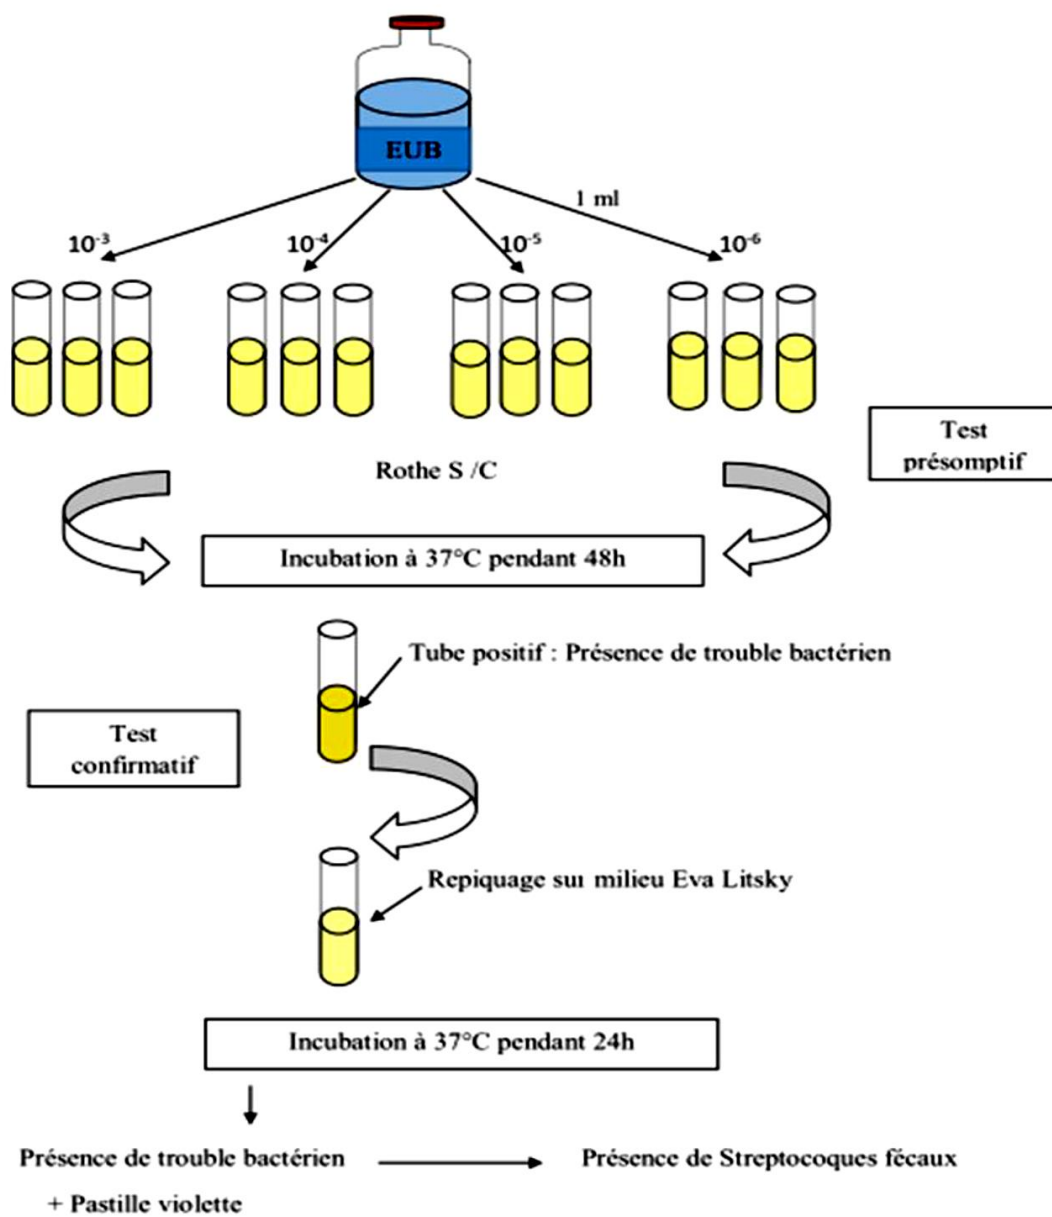 EUB
1 ml
10⁻³
10⁻⁴
10⁻⁵
10⁻⁶
Test
présomptif
Rothe S /C
Incubation à 37°C pendant 48h
Tube positif : Présence de trouble bactérien
Test
confirmatif
Repiquage sur milieu Eva Litsky
Incubation à 37°C pendant 24h
Présence de trouble bactérien
Présence de Streptocoques fécaux
+ Pastille violette